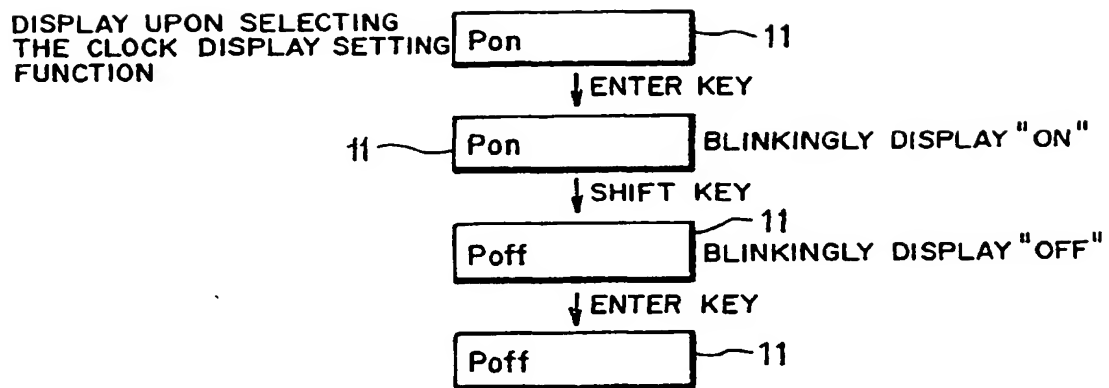 DISPLAY UPON SELECTING
THE CLOCK DISPLAY SETTING
FUNCTION
Pon
11
ENTER KEY
11
Pon
BLINKINGLY DISPLAY "ON"
SHIFT KEY
11
Poff
BLINKINGLY DISPLAY "OFF"
ENTER KEY
Poff
11